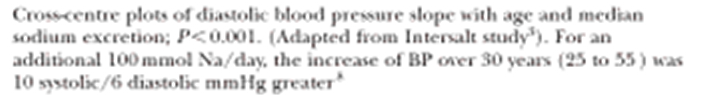 Cross-centre plots of diastolic blood pressure slope with age and median
sodium excretion; P<0.001. (Adapted from Intersalt study). For an
additional 100 mmol Na/day, the increase of BP over 30 years (25 to 55) was
10 systolic/6 diastolic mmHg greater